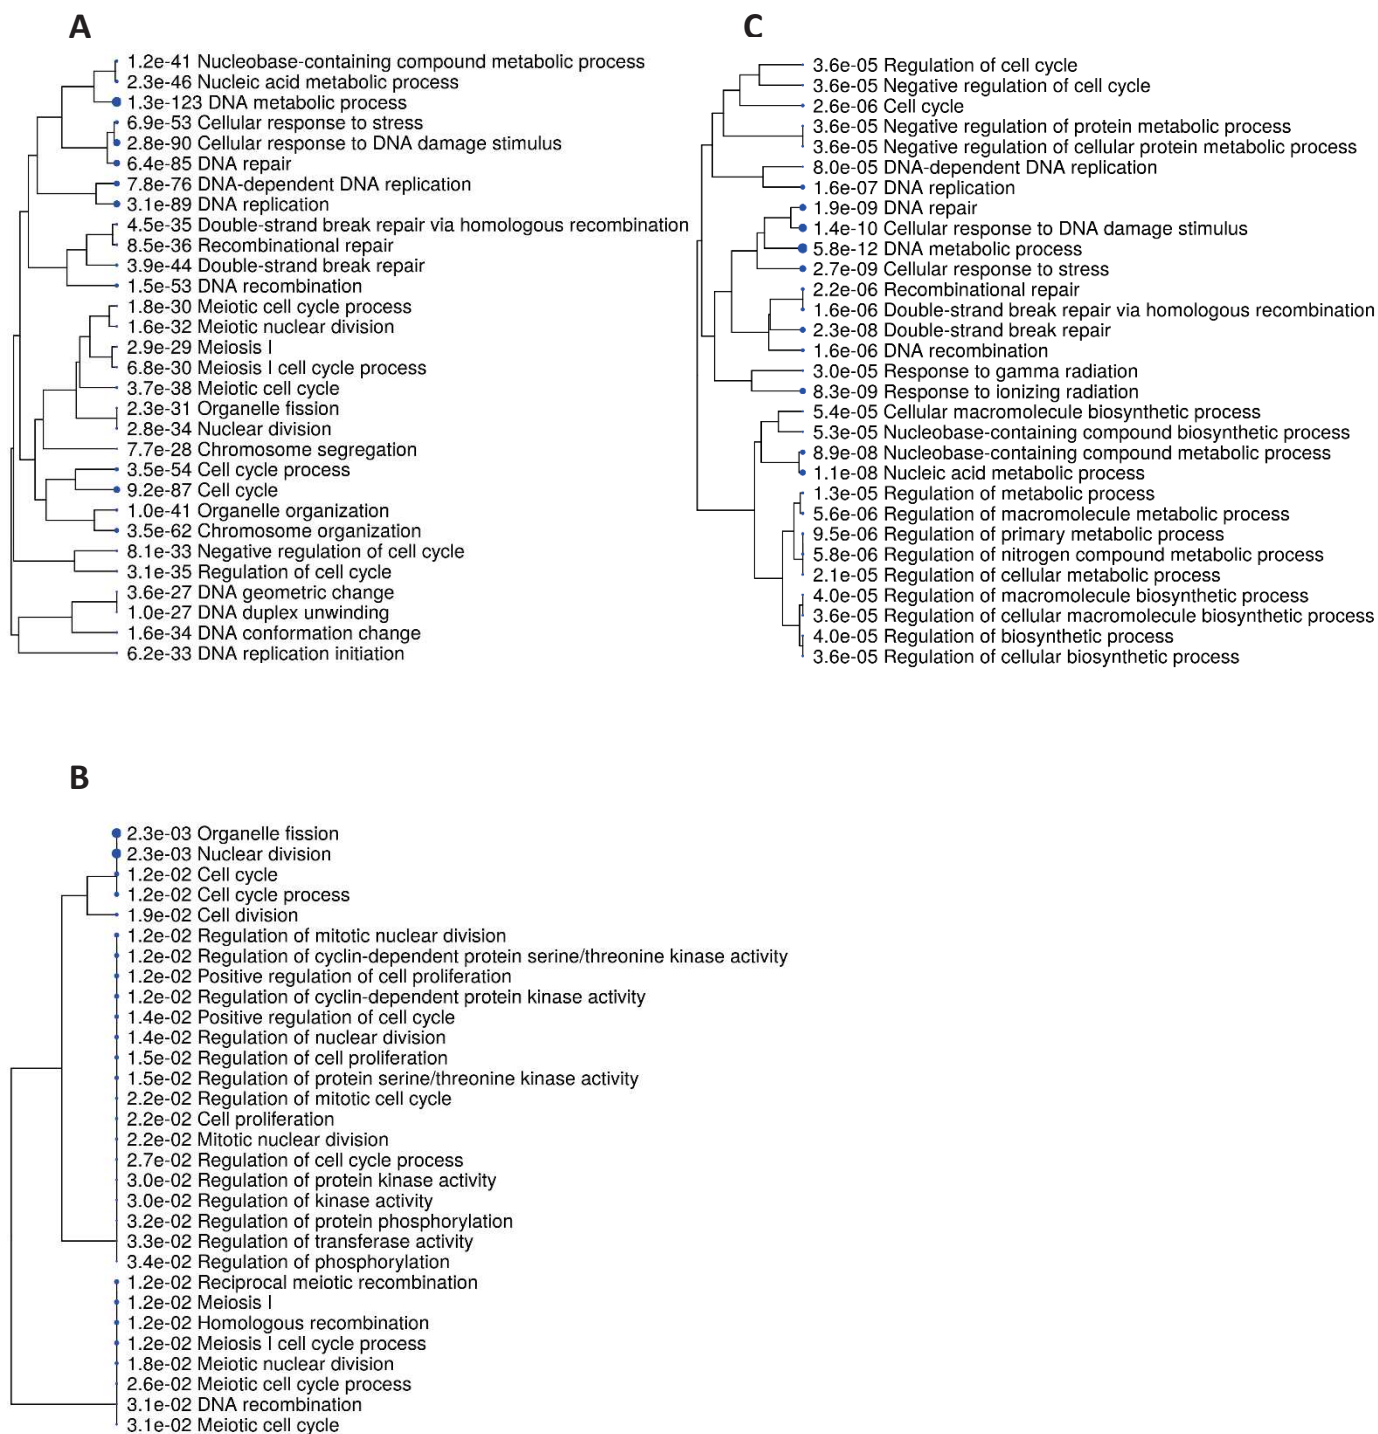 A
1.2e-41 Nucleobase-containing compound metabolic process
2.3e-46 Nucleic acid metabolic process
1.3e-123 DNA metabolic process
6.9e-53 Cellular response to stress
2.8e-90 Cellular response to DNA damage stimulus
6.4e-85 DNA repair
7.8e-76 DNA-dependent DNA replication
3.1e-89 DNA replication
4.5e-35 Double-strand break repair via homologous recombination
8.5e-36 Recombinational repair
3.9e-44 Double-strand break repair
1.5e-53 DNA recombination
1.8e-30 Meiotic cell cycle process
1.6e-32 Meiotic nuclear division
2.9e-29 Meiosis I
6.8e-30 Meiosis I cell cycle process
3.7e-38 Meiotic cell cycle
2.3e-31 Organelle fission
2.8e-34 Nuclear division
7.7e-28 Chromosome segregation
3.5e-54 Cell cycle process
9.2e-87 Cell cycle
1.0e-41 Organelle organization
3.5e-62 Chromosome organization
8.1e-33 Negative regulation of cell cycle
3.1e-35 Regulation of cell cycle
3.6e-27 DNA geometric change
1.0e-27 DNA duplex unwinding
1.6e-34 DNA conformation change
6.2e-33 DNA replication initiation
C
3.6e-05 Regulation of cell cycle
3.6e-05 Negative regulation of cell cycle
2.6e-06 Cell cycle
3.6e-05 Negative regulation of protein metabolic process
3.6e-05 Negative regulation of cellular protein metabolic process
8.0e-05 DNA-dependent DNA replication
1.6e-07 DNA replication
1.9e-09 DNA repair
1.4e-10 Cellular response to DNA damage stimulus
5.8e-12 DNA metabolic process
2.7e-09 Cellular response to stress
2.2e-06 Recombinational repair
1.6e-06 Double-strand break repair via homologous recombination
2.3e-08 Double-strand break repair
1.6e-06 DNA recombination
3.0e-05 Response to gamma radiation
8.3e-09 Response to ionizing radiation
5.4e-05 Cellular macromolecule biosynthetic process
5.3e-05 Nucleobase-containing compound biosynthetic process
8.9e-08 Nucleobase-containing compound metabolic process
1.1e-08 Nucleic acid metabolic process
1.3e-05 Regulation of metabolic process
5.6e-06 Regulation of macromolecule metabolic process
9.5e-06 Regulation of primary metabolic process
5.8e-06 Regulation of nitrogen compound metabolic process
2.1e-05 Regulation of cellular metabolic process
4.0e-05 Regulation of macromolecule biosynthetic process
3.6e-05 Regulation of cellular macromolecule biosynthetic process
4.0e-05 Regulation of biosynthetic process
3.6e-05 Regulation of cellular biosynthetic process
B
2.3e-03 Organelle fission
2.3e-03 Nuclear division
1.2e-02 Cell cycle
1.2e-02 Cell cycle process
1.9e-02 Cell division
1.2e-02 Regulation of mitotic nuclear division
1.2e-02 Regulation of cyclin-dependent protein serine/threonine kinase activity
1.2e-02 Positive regulation of cell proliferation
1.2e-02 Regulation of cyclin-dependent protein kinase activity
1.4e-02 Positive regulation of cell cycle
1.4e-02 Regulation of nuclear division
1.5e-02 Regulation of cell proliferation
1.5e-02 Regulation of protein serine/threonine kinase activity
2.2e-02 Regulation of mitotic cell cycle
2.2e-02 Cell proliferation
2.2e-02 Mitotic nuclear division
2.7e-02 Regulation of cell cycle process
3.0e-02 Regulation of protein kinase activity
3.0e-02 Regulation of kinase activity
3.2e-02 Regulation of protein phosphorylation
3.3e-02 Regulation of transferase activity
3.4e-02 Regulation of phosphorylation
1.2e-02 Reciprocal meiotic recombination
1.2e-02 Meiosis I
1.2e-02 Homologous recombination
1.2e-02 Meiosis I cell cycle process
1.8e-02 Meiotic nuclear division
2.6e-02 Meiotic cell cycle process
3.1e-02 DNA recombination
3.1e-02 Meiotic cell cycle